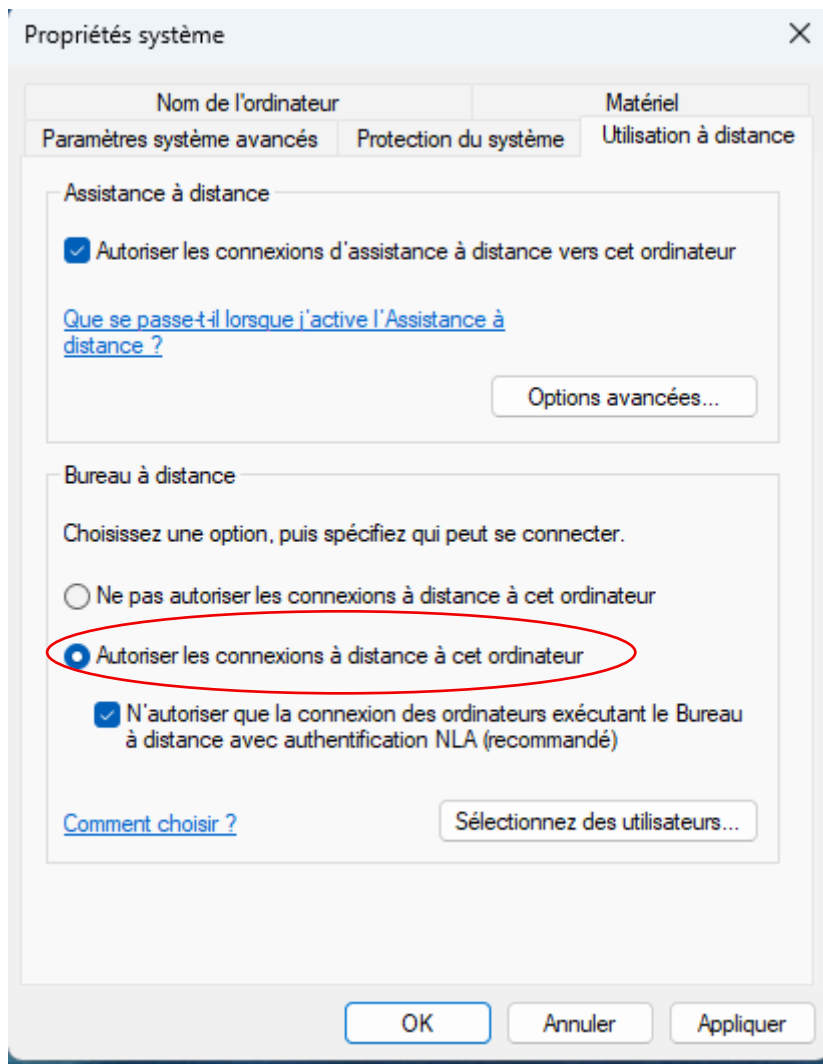 Propriétés système
Nom de l'ordinateur
Matériel
Paramètres système avancés
Protection du système
Utilisation à distance
Assistance à distance
Autoriser les connexions d'assistance à distance vers cet ordinateur
Que se passe-t-il lorsque j'active l'Assistance à
distance ?
Options avancées...
Bureau à distance
Choisissez une option, puis spécifiez qui peut se connecter.
Ne pas autoriser les connexions à distance à cet ordinateur
Autoriser les connexions à distance à cet ordinateur
N'autoriser que la connexion des ordinateurs exécutant le Bureau
à distance avec authentification NLA (recommandé)
Comment choisir ?
Sélectionnez des utilisateurs...
OK
Annuler
Appliquer